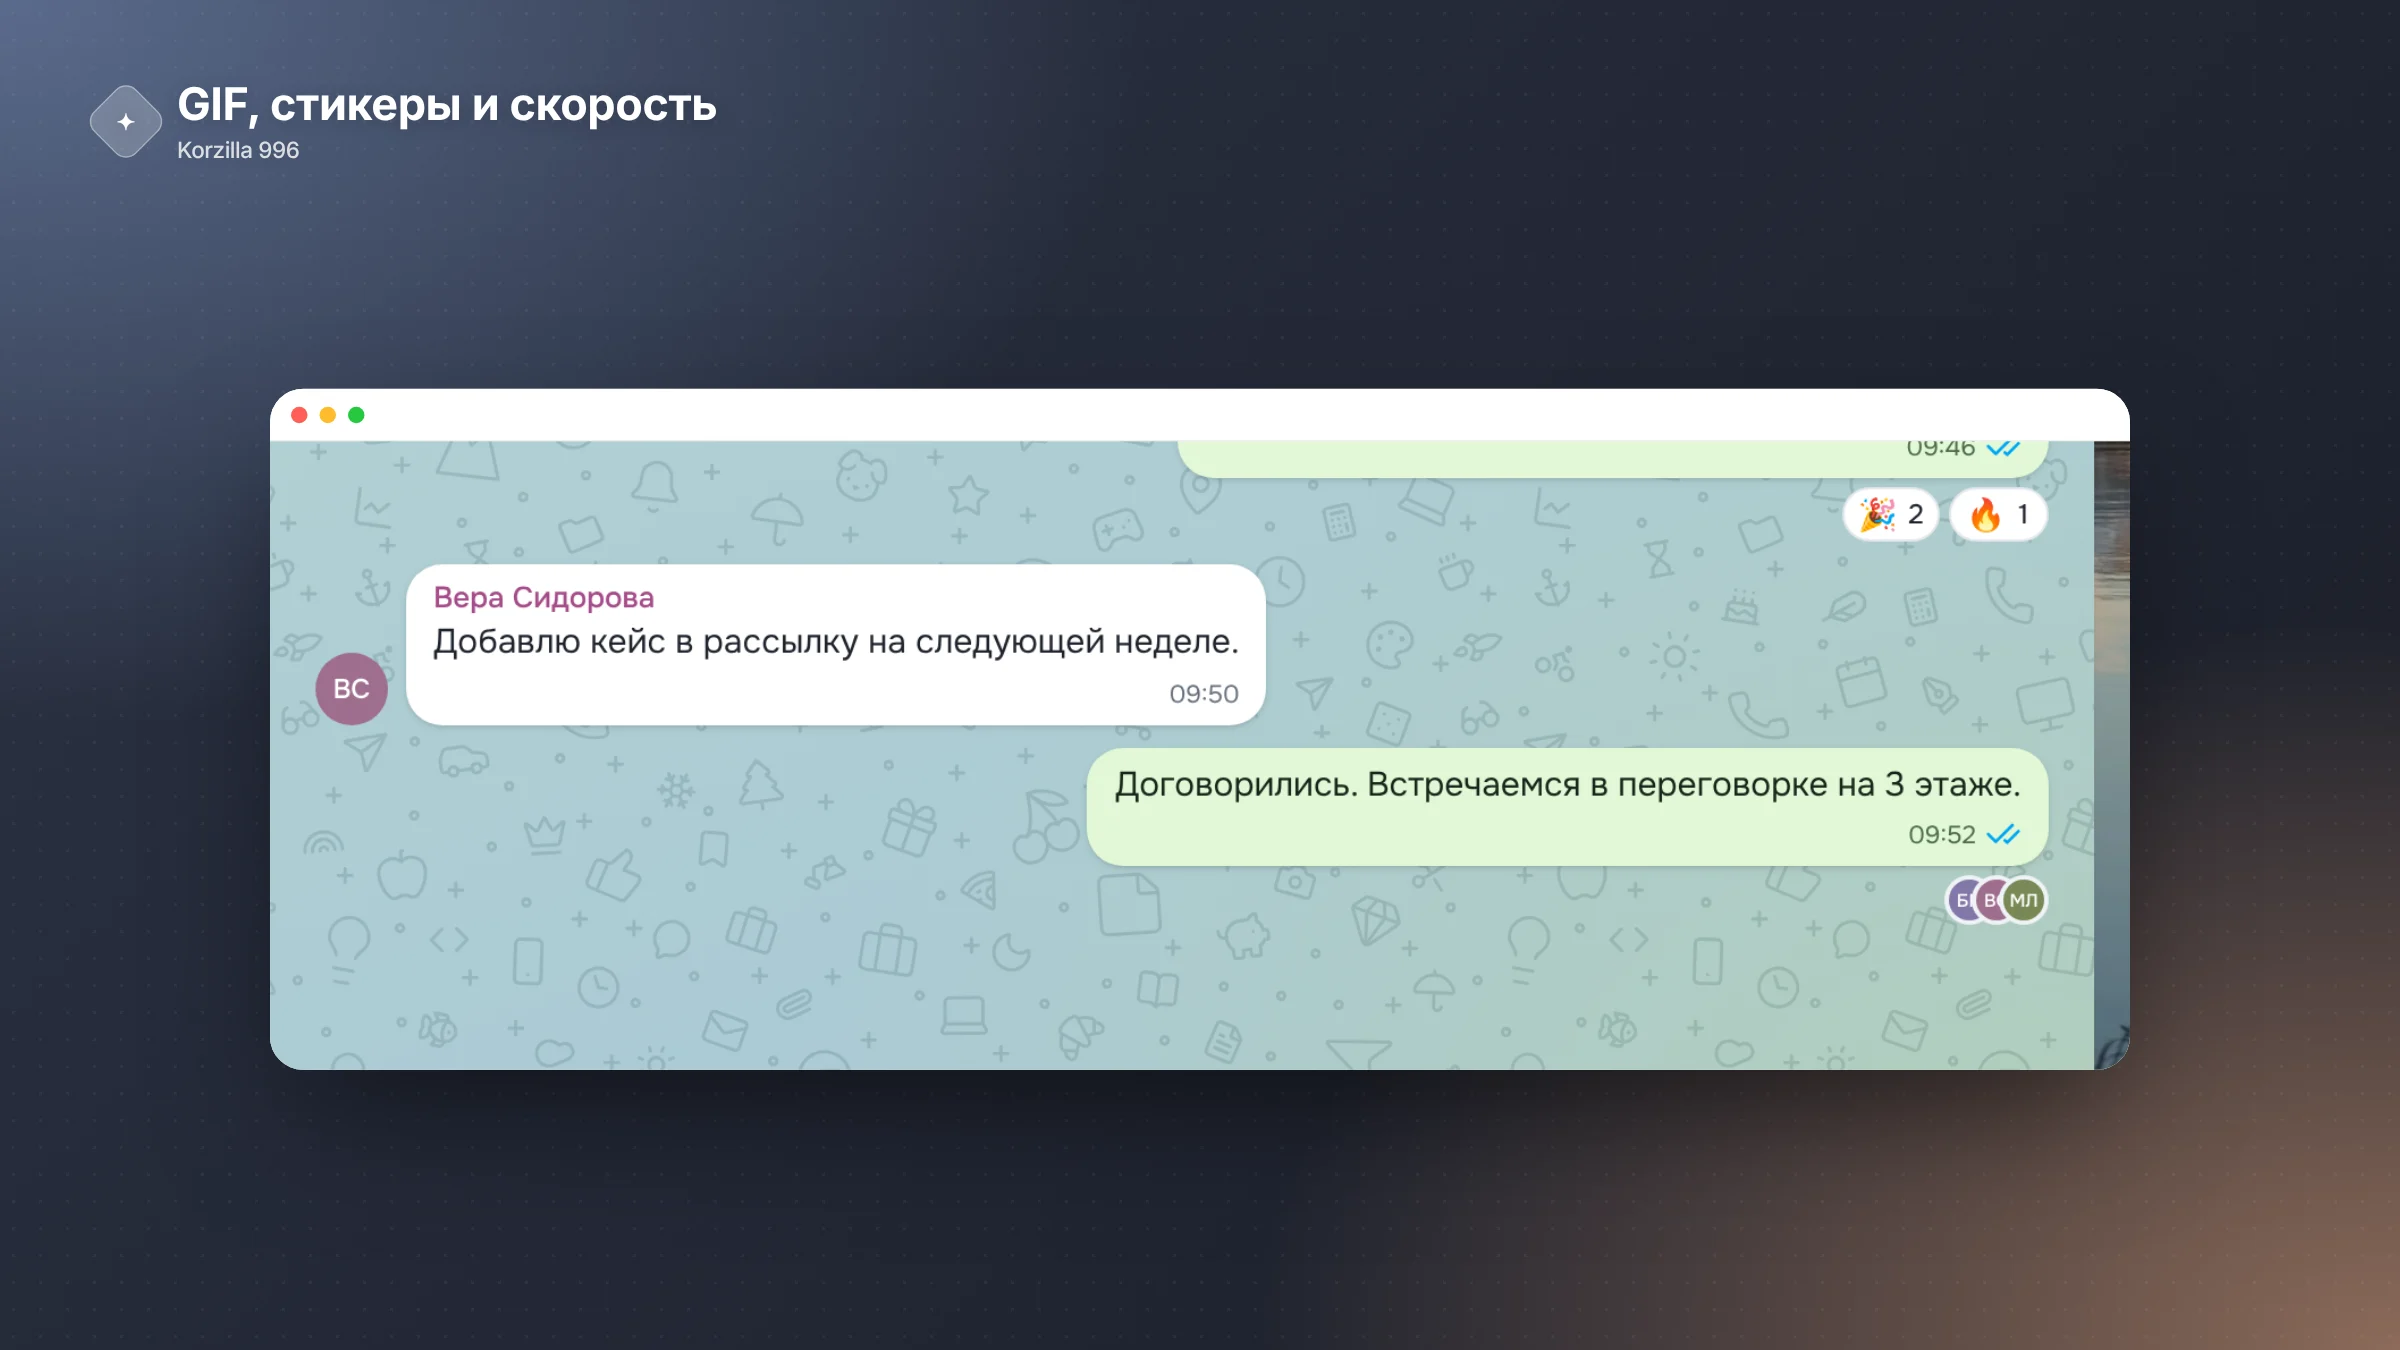 GIF, стикеры и скорость
Korzilla 996
09:46
2
1
Вера Сидорова
Добавлю кейс в рассылку на следующей неделе.
ВС
09:50
Договорились. Встречаемся в переговорке на 3 этаже.
09:52
МЛ